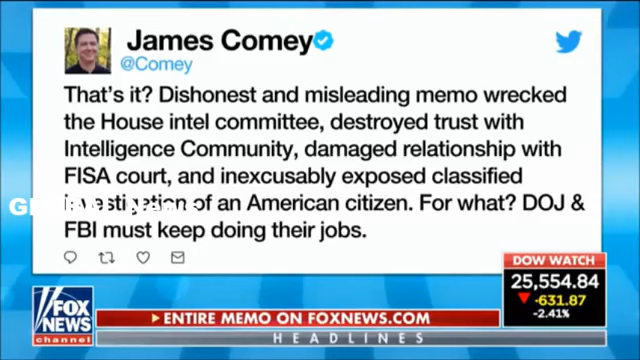 James Comey
@Comey
That's it? Dishonest and misleading memo wrecked
the House intel committee, destroyed trust with
Intelligence Community, damaged relationship with
FISA court, and inexcusably exposed classified
investigation of an American citizen. For what? DOJ &
FBI must keep doing their jobs.
DOW WATCH
25,554.84
-631.87
-2.41%
FOX
NEWS
channel
ENTIRE MEMO ON FOXNEWS.COM
HEADLINES